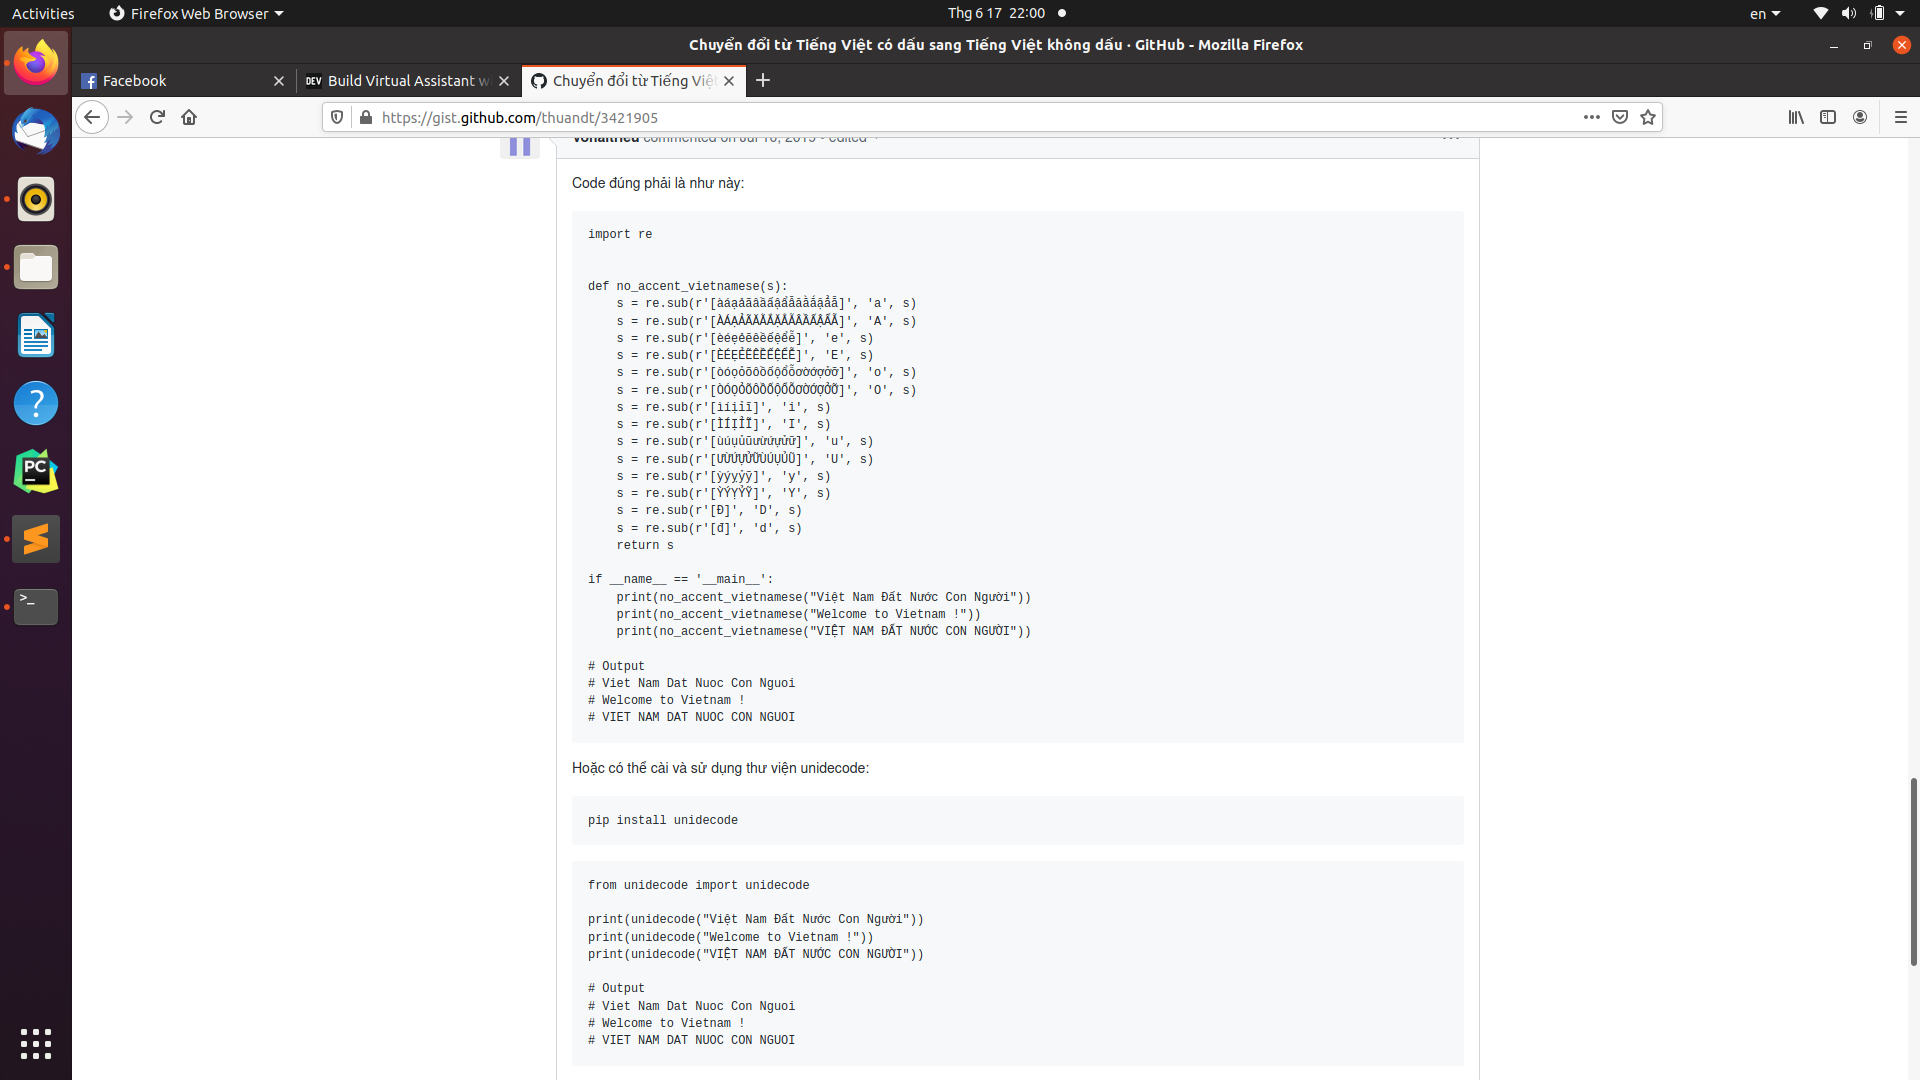 Activities
Firefox Web Browser
Thg 6 17 22:00
en
Chuyển đổi từ Tiếng Việt có dấu sang Tiếng Việt không dấu · GitHub - Mozilla Firefox
Facebook
DEV Build Virtual Assistant w
Chuyển đổi từ Tiếng Việt
https://gist.github.com/thuandt/3421905
commented on Jul 16, 2019 • edited
Code đúng phải là như này:
import re
def no_accent_vietnamese(s):
s = re.sub(r'[àáạảãâầấậẩẫăằắặẳẵ]', 'a', s)
s = re.sub(r'[ÀÁẠẢÃĂẰẮẶẲẴÂẦẤẬẨẪ]', 'A', s)
s = re.sub(r'[èéẹẻẽêềếệểễ]', 'e', s)
s = re.sub(r'[ÈÉẸẺẼÊỀẾỆỂỄ]', 'E', s)
s = re.sub(r'[òóọỏõôồốộổỗơờớợởỡ]', 'o', s)
s = re.sub(r'[ÒÓỌỎÕÔỒỐỘỔỖƠỜỚỢỞỠ]', 'O', s)
s = re.sub(r'[ìíịỉĩ]', 'i', s)
s = re.sub(r'[ÌÍỊỈĨ]', 'I', s)
s = re.sub(r'[ùúụủũưừứựửữ]', 'u', s)
s = re.sub(r'[ƯỪỨỰỬỮÙÚỤỦŨ]', 'U', s)
s = re.sub(r'[ỳýỵỷỹ]', 'y', s)
s = re.sub(r'[ỲÝỴỶỸ]', 'Y', s)
s = re.sub(r'[Đ]', 'D', s)
s = re.sub(r'[đ]', 'd', s)
return s
if __name__ == '__main__':
print(no_accent_vietnamese("Việt Nam Đất Nước Con Người"))
print(no_accent_vietnamese("Welcome to Vietnam !"))
print(no_accent_vietnamese("VIỆT NAM ĐẤT NƯỚC CON NGƯỜI"))
# Output
# Viet Nam Dat Nuoc Con Nguoi
# Welcome to Vietnam !
# VIET NAM DAT NUOC CON NGUOI
Hoặc có thể cài và sử dụng thư viện unidecode:
pip install unidecode
from unidecode import unidecode
print(unidecode("Việt Nam Đất Nước Con Người"))
print(unidecode("Welcome to Vietnam !"))
print(unidecode("VIỆT NAM ĐẤT NƯỚC CON NGƯỜI"))
# Output
# Viet Nam Dat Nuoc Con Nguoi
# Welcome to Vietnam !
# VIET NAM DAT NUOC CON NGUOI